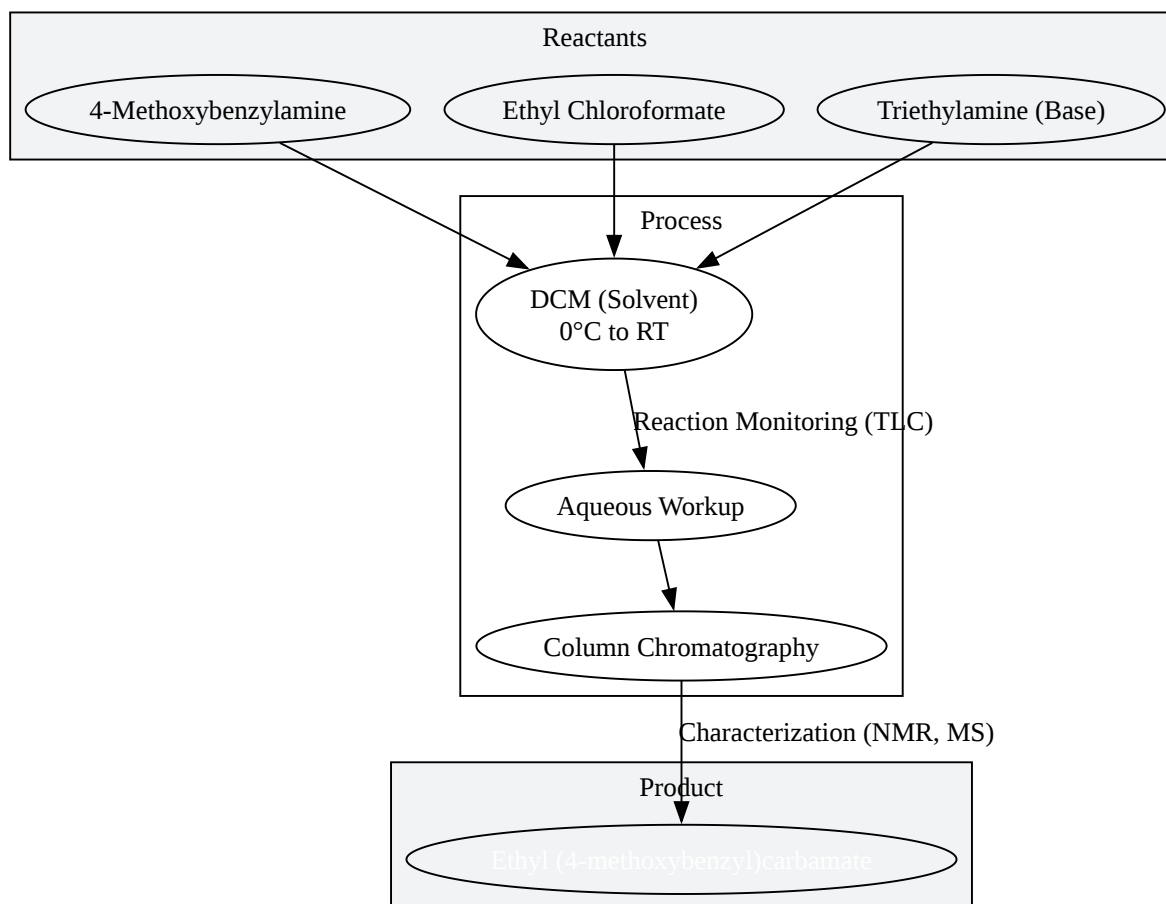 Reactants
4-Methoxybenzylamine
Ethyl Chloroformate
Triethylamine (Base)
Process
DCM (Solvent)
0°C to RT
Reaction Monitoring (TLC)
Aqueous Workup
Column Chromatography
Characterization (NMR, MS)
Product
Ethyl (4-methoxybenzyl)carbamate